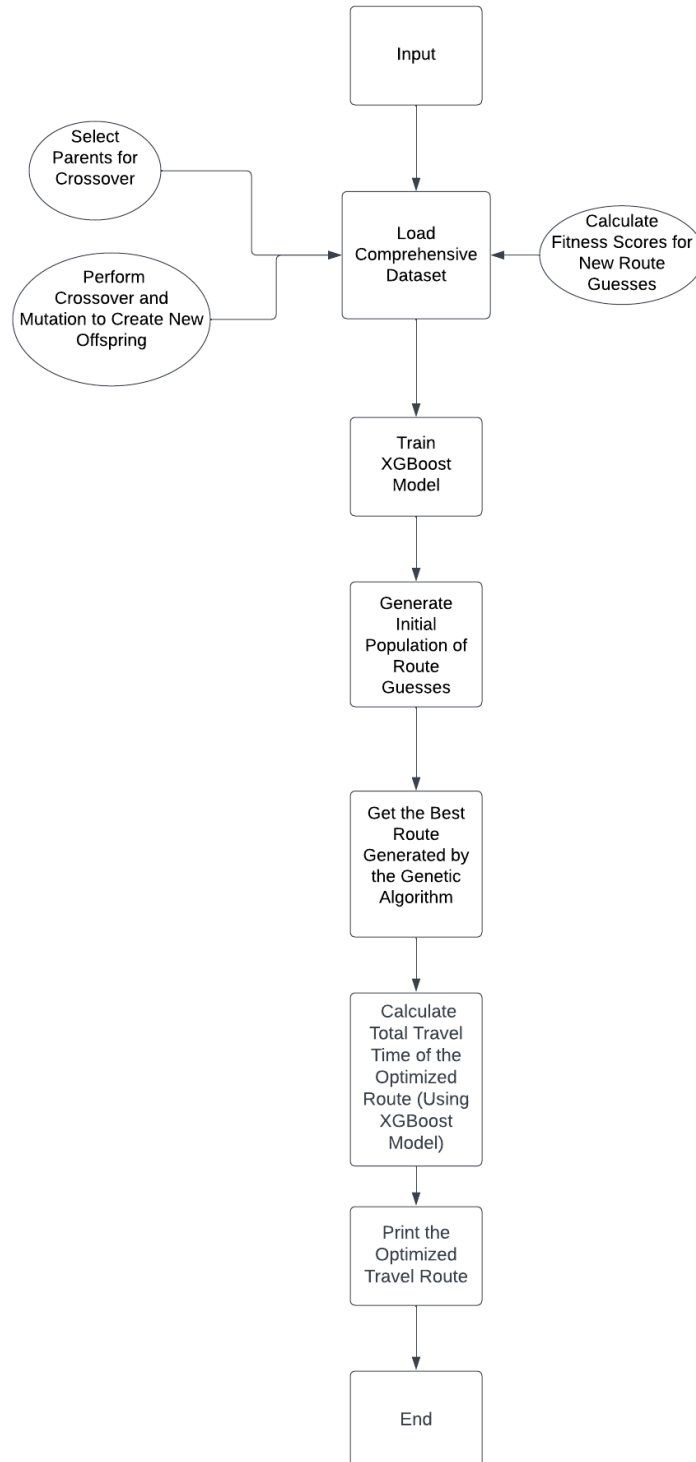 Input
Select
Parents for
Crossover
Perform
Crossover and
Mutation to Create New
Offspring
Load
Comprehensive
Dataset
Calculate
Fitness Scores for
New Route
Guesses
Train
XGBoost
Model
Generate
Initial
Population of
Route
Guesses
Get the Best
Route
Generated by
the Genetic
Algorithm
Calculate
Total Travel
Time of the
Optimized
Route (Using
XGBoost
Model)
Print the
Optimized
Travel Route
End